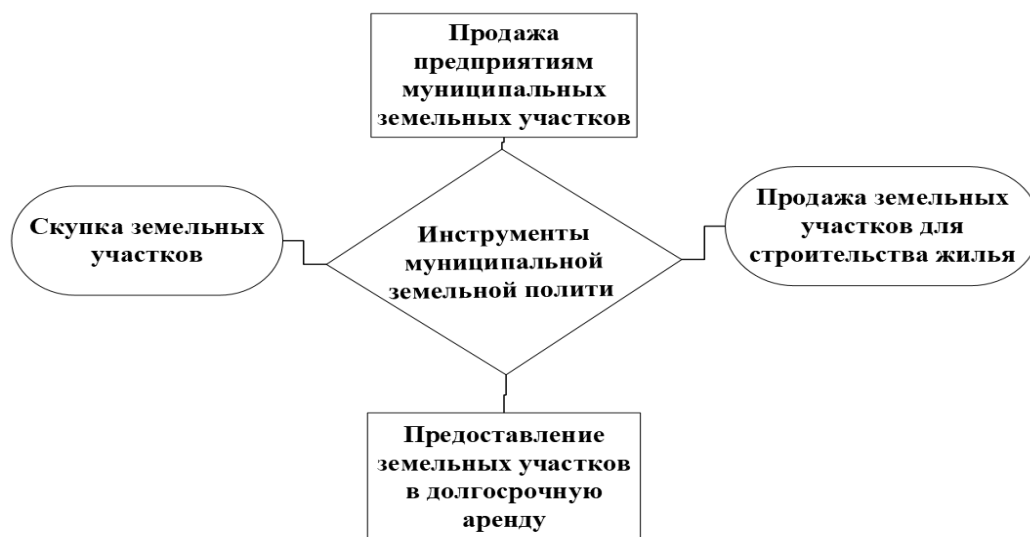 Продажа
предприятиям
муниципальных
земельных участков
Скупка земельных
участков
Инструменты
муниципальной
земельной полити
Продажа земельных
участков для
строительства жилья
Предоставление
земельных участков
в долгосрочную
аренду